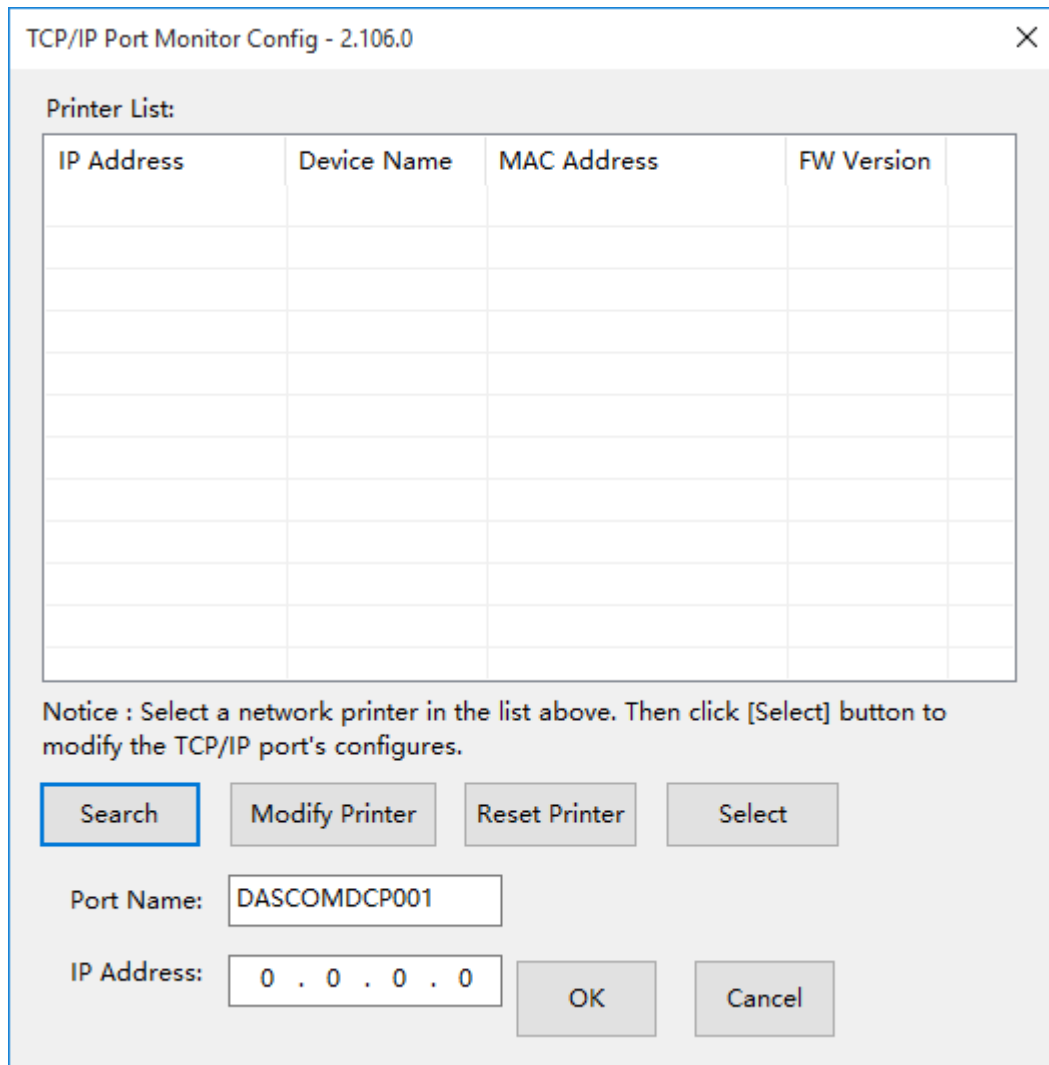 TCP/IP Port Monitor Config - 2.106.0
Printer List:
IP Address Device Name MAC Address FW Version
Notice : Select a network printer in the list above. Then click [Select] button to
modify the TCP/IP port's configures.
Search Modify Printer Reset Printer Select
Port Name: DASCOMDCP001
IP Address: 0 . 0 . 0 . 0
OK Cancel